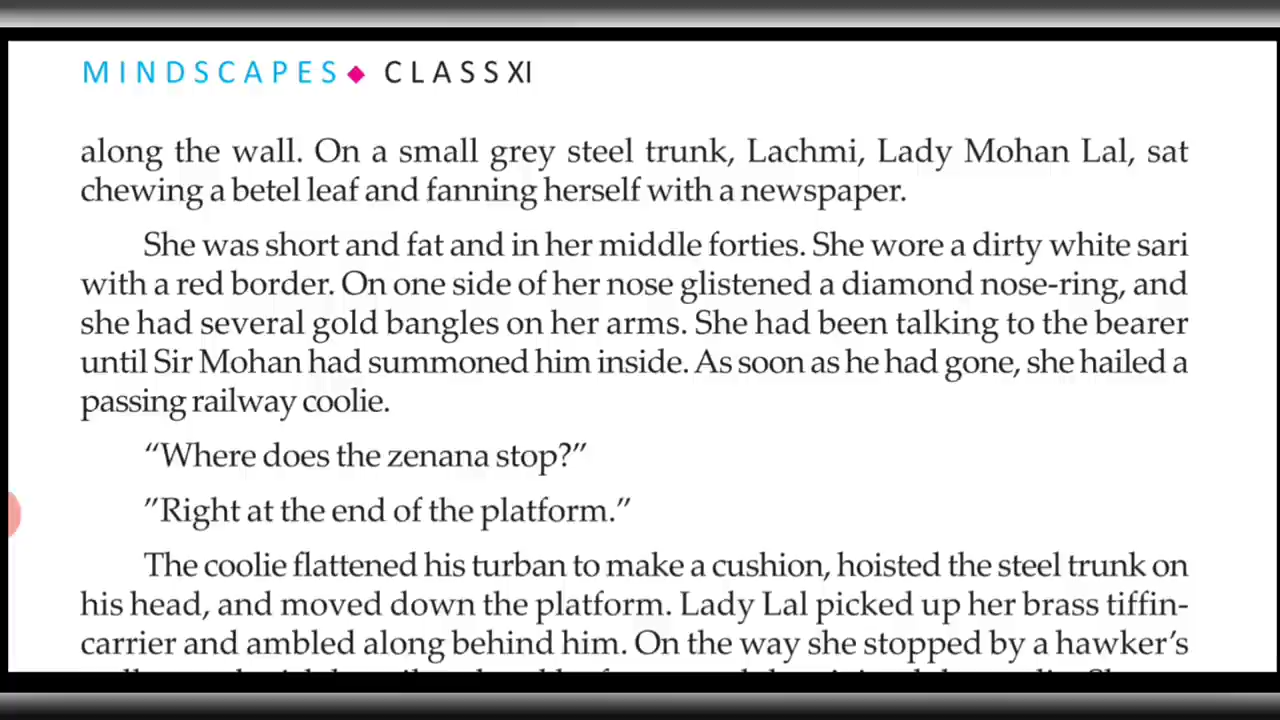 MINDSCAPES◆ CLASS XI
along the wall. On a small grey steel trunk, Lachmi, Lady Mohan Lal, sat
chewing a betel leaf and fanning herself with a newspaper.
She was short and fat and in her middle forties. She wore a dirty white sari
with a red border. On one side of her nose glistened a diamond nose-ring, and
she had several gold bangles on her arms. She had been talking to the bearer
until Sir Mohan had summoned him inside. As soon as he had gone, she hailed a
passing railway coolie.
“Where does the zenana stop?”
”Right at the end of the platform.”
The coolie flattened his turban to make a cushion, hoisted the steel trunk on
his head, and moved down the platform. Lady Lal picked up her brass tiffin-
carrier and ambled along behind him. On the way she stopped by a hawker’s